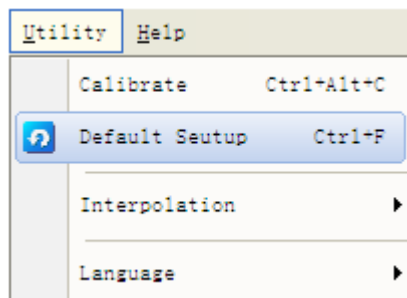 Utility Help
Calibrate Ctrl+Alt+C
Default Seutup Ctrl+F
Interpolation
Language